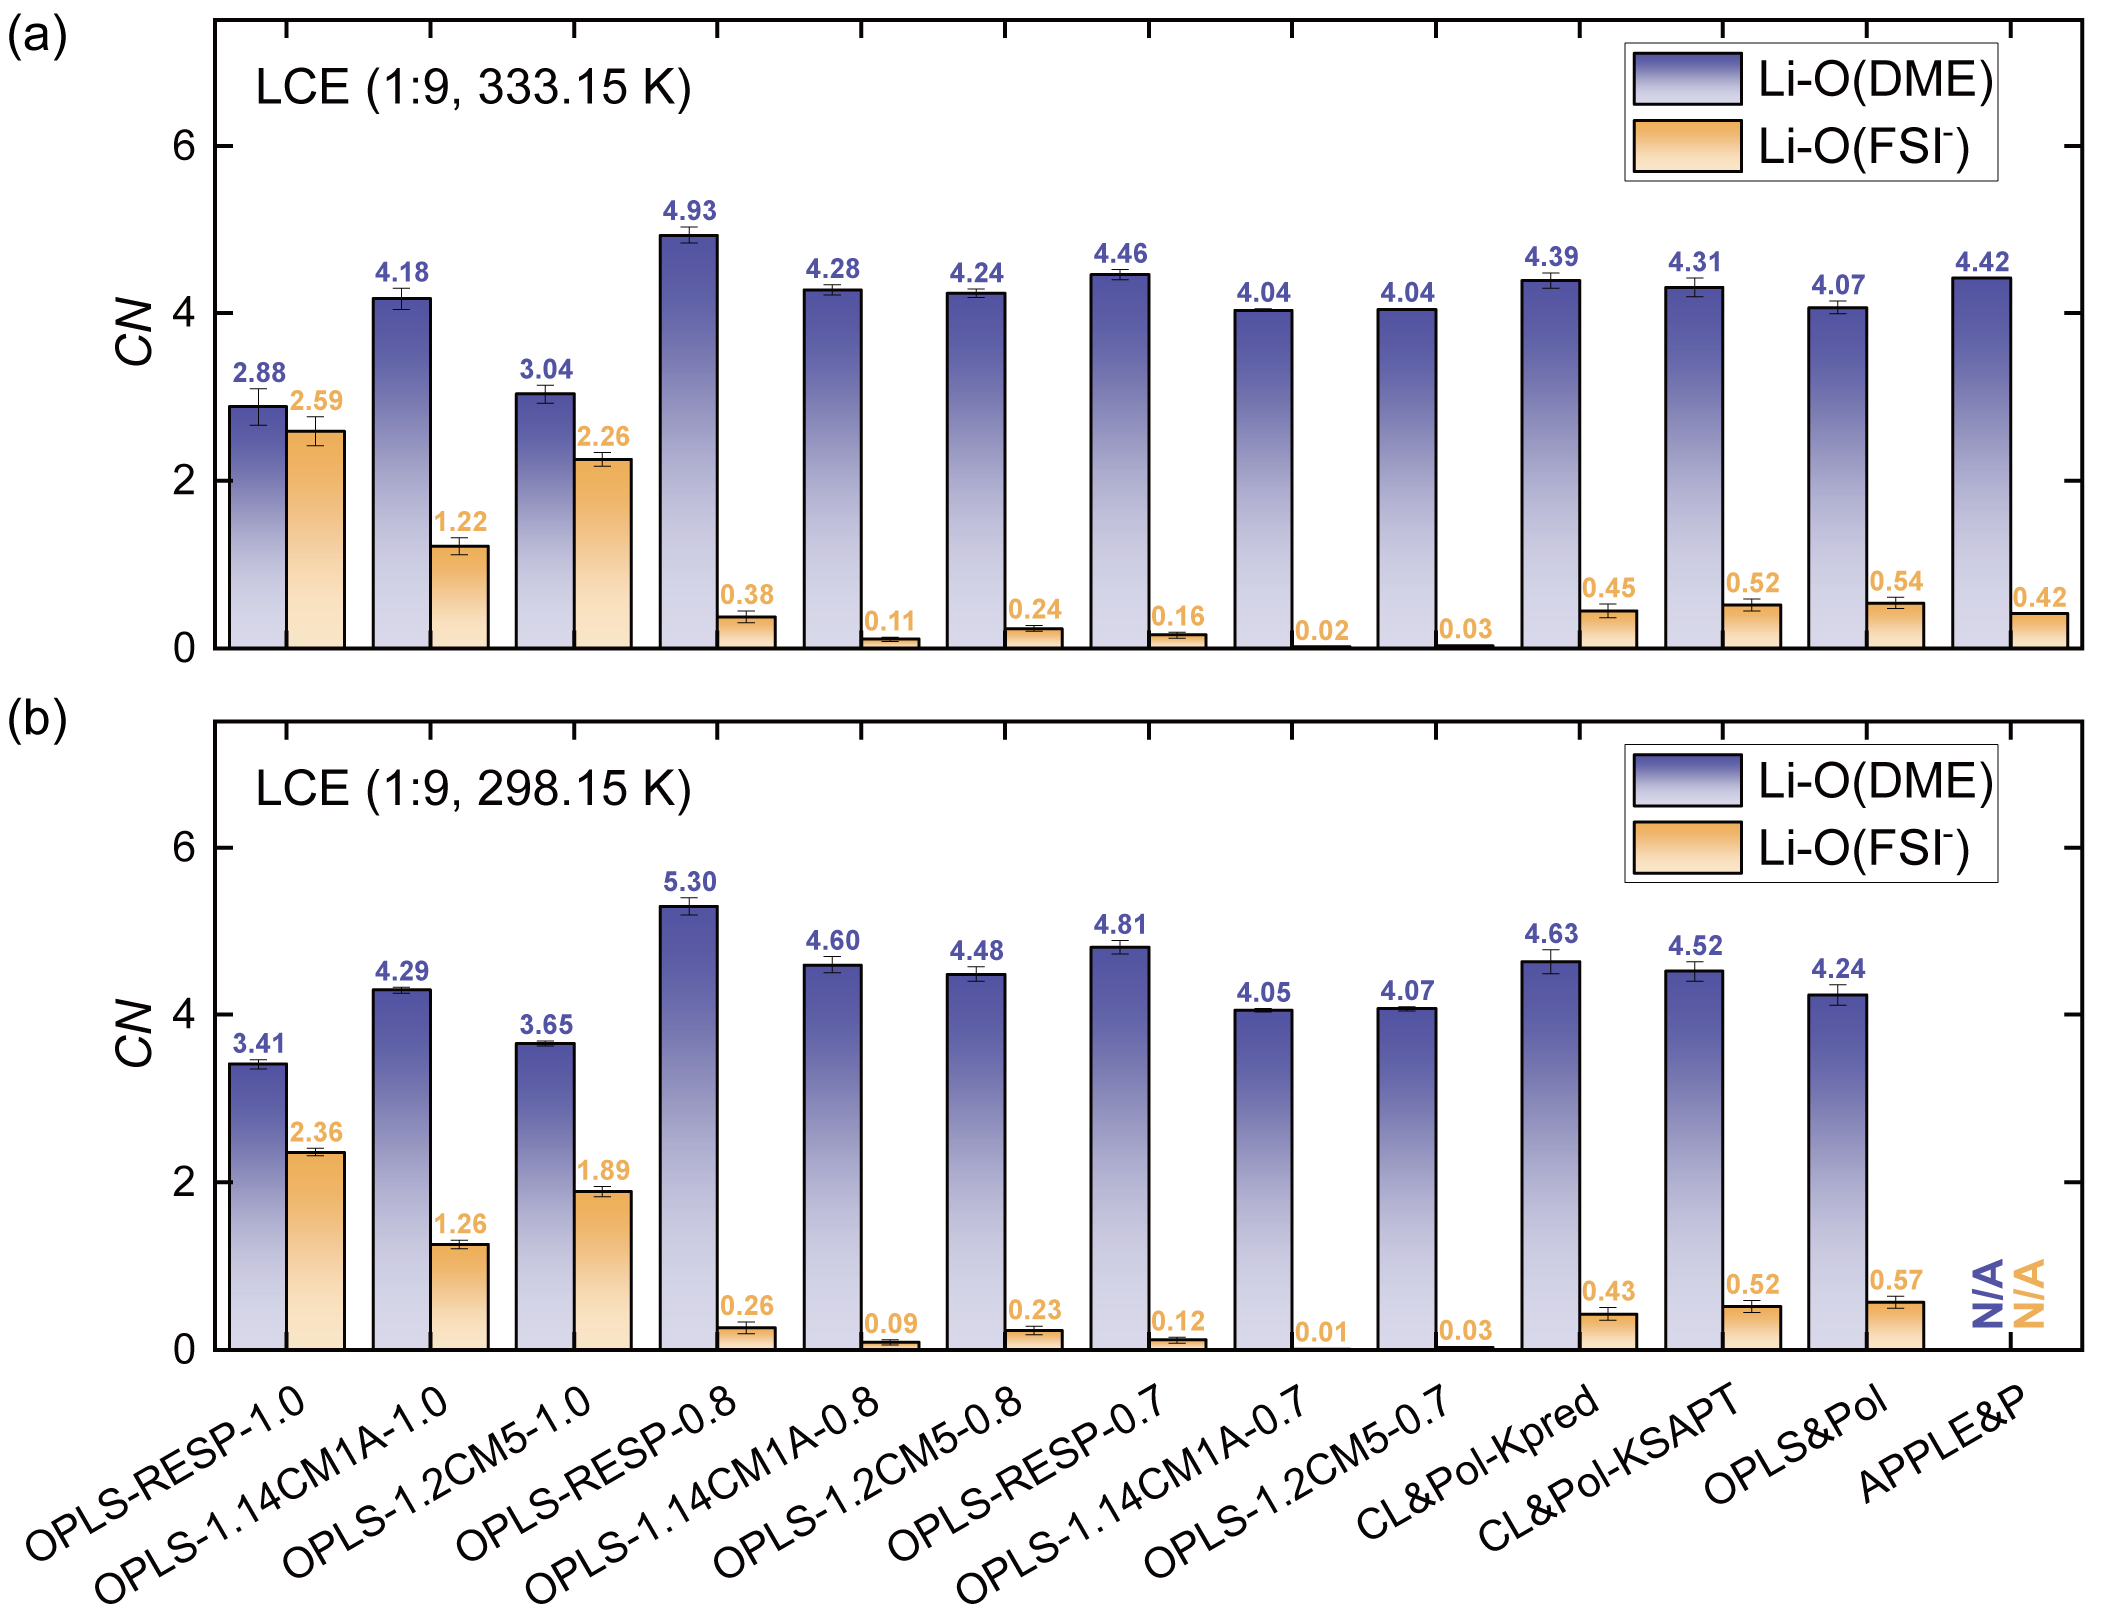 (a)
LCE (1:9, 333.15 K)
Li-O(DME)
Li-O(FSI⁻)
CN
6
4
2
0
2.88
2.59
4.18
1.22
3.04
2.26
4.93
0.38
4.28
0.11
4.24
0.24
4.46
0.16
4.04
0.02
4.04
0.03
4.39
0.45
4.31
0.52
4.07
0.54
4.42
0.42
(b)
LCE (1:9, 298.15 K)
Li-O(DME)
Li-O(FSI⁻)
CN
6
4
2
0
3.41
2.36
4.29
1.26
3.65
1.89
5.30
0.26
4.60
0.09
4.48
0.23
4.81
0.12
4.05
0.01
4.07
0.03
4.63
0.43
4.52
0.52
4.24
0.57
N/A
N/A
OPLS-RESP-1.0
OPLS-1.14CM1A-1.0
OPLS-1.2CM5-1.0
OPLS-RESP-0.8
OPLS-1.14CM1A-0.8
OPLS-1.2CM5-0.8
OPLS-RESP-0.7
OPLS-1.14CM1A-0.7
OPLS-1.2CM5-0.7
CL&Pol-Kpred
CL&Pol-KSAPT
OPLS&Pol
APPLE&P